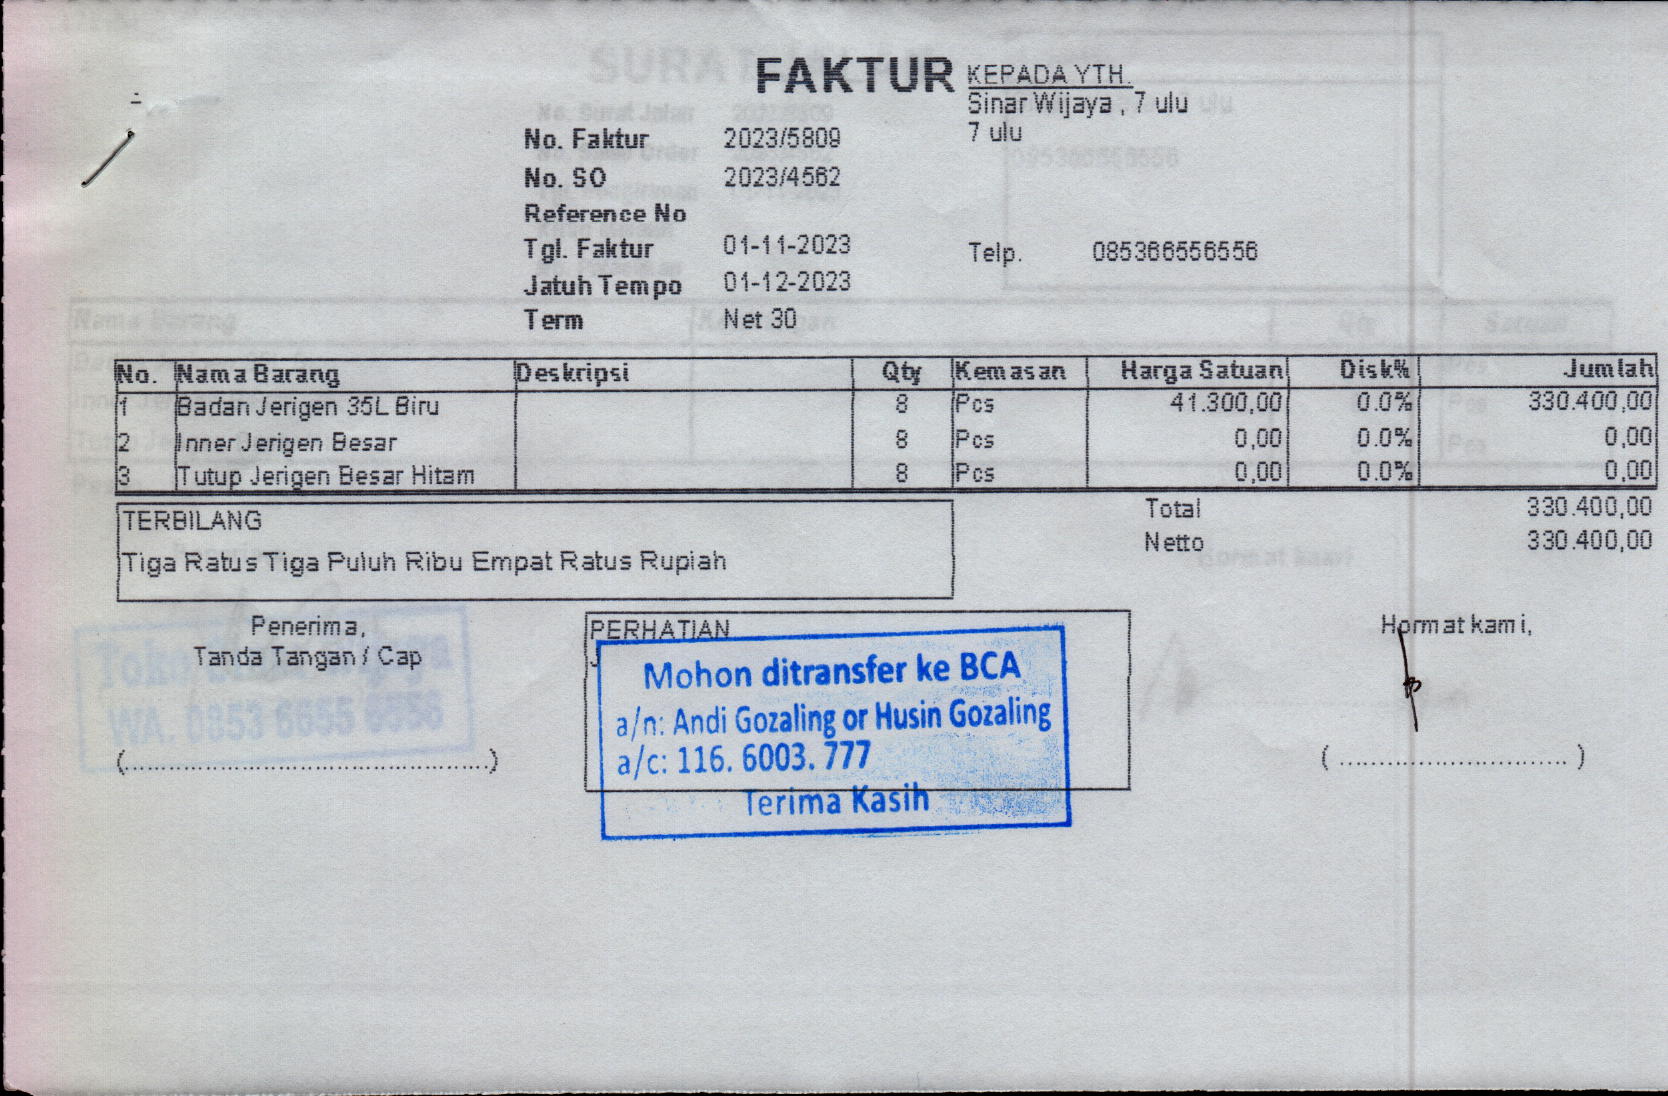 FAKTUR
KEPADA YTH.
Sinar Wijaya , 7 ulu
7 ulu
No. Faktur 2023/5809
No. SO 2023/4562
Reference No
Tgl. Faktur 01-11-2023
Telp. 085366556556
Jatuh Tempo 01-12-2023
Term Net 30
No. Nama Barang Deskripsi Qty Kemasan Harga Satuan Disk% Jumlah
1 Badan Jerigen 35L Biru 8 Pcs 41.300,00 0.0% 330.400,00
2 Inner Jerigen Besar 8 Pcs 0,00 0.0% 0,00
3 Tutup Jerigen Besar Hitam 8 Pcs 0,00 0.0% 0,00
Total 330.400,00
Netto 330.400,00
TERBILANG
Tiga Ratus Tiga Puluh Ribu Empat Ratus Rupiah
Penerima,
Tanda Tangan / Cap
(................................................)
PERHATIAN
Mohon ditransfer ke BCA
a/n: Andi Gozaling or Husin Gozaling
a/c: 116. 6003. 777
Terima Kasih
Hormat kami,
( ............................. )
WA. 0853 6655 6556